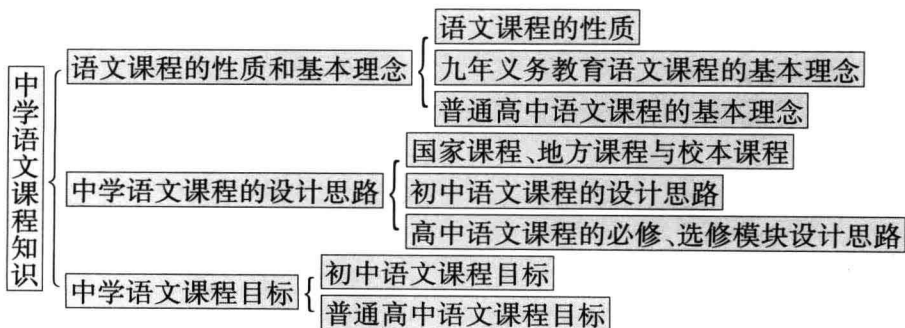 中学语文课程知识
语文课程的性质和基本理念
语文课程的性质
九年义务教育语文课程的基本理念
普通高中语文课程的基本理念
中学语文课程的设计思路
国家课程、地方课程与校本课程
初中语文课程的设计思路
高中语文课程的必修、选修模块设计思路
中学语文课程目标
初中语文课程目标
普通高中语文课程目标